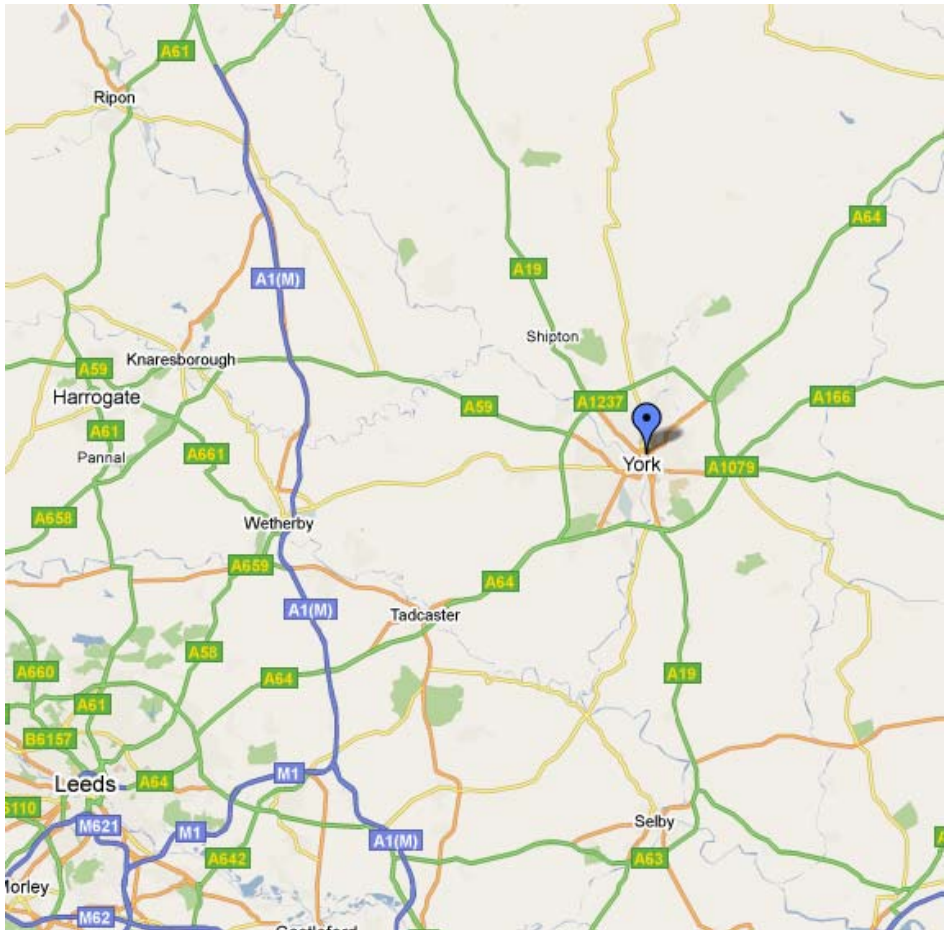 A61
Ripon
A64
A19
A1(M)
Shipton
Knaresborough
A59
Harrogate
A166
A1237
A59
A61
Pannal
A661
York
A1079
A658
Wetherby
A659
A64
A1(M)
Tadcaster
A58
A660
A64
A19
A61
B6157
Leeds
A64
M1
6110
M621
M1
Selby
A1(M)
A642
A63
Morley
M62
Castleford